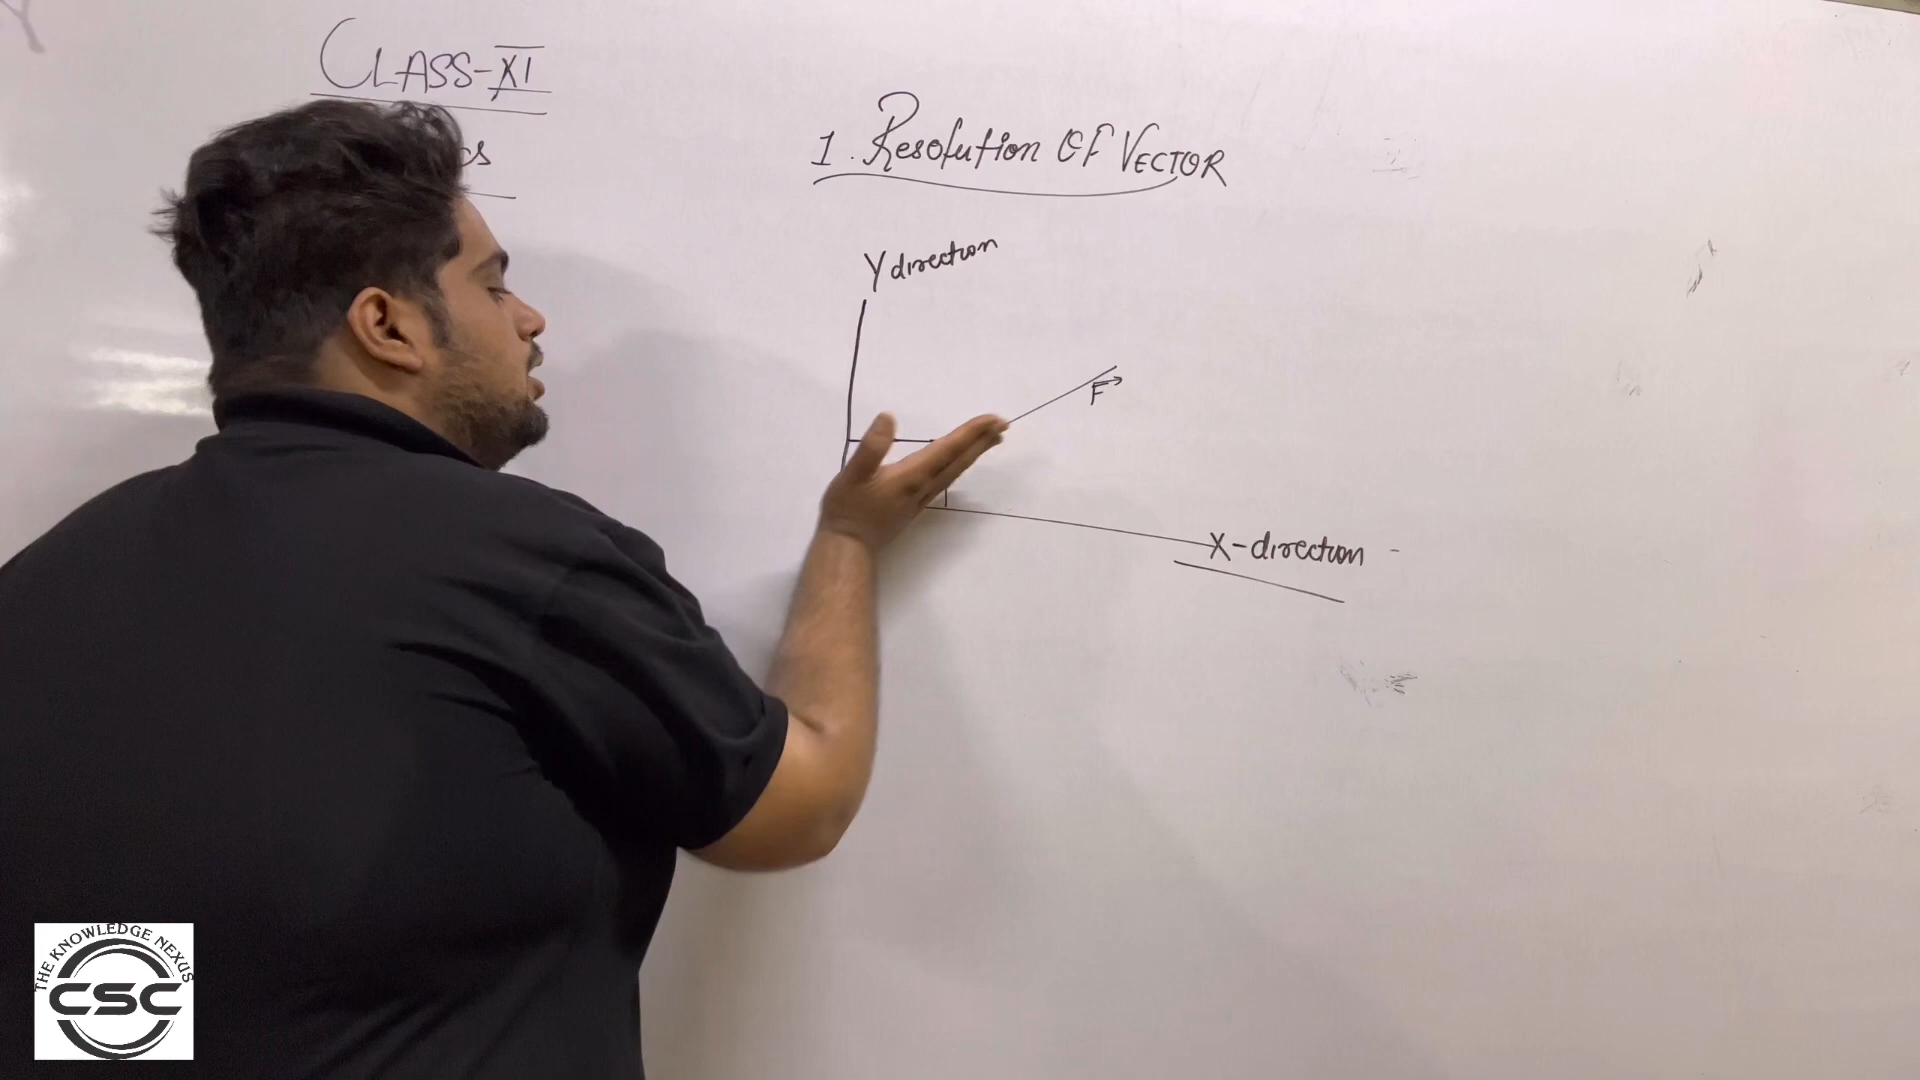 CLASS-XI
1. Resolution OF VECTOR
Y direction
F
X-direction
THE KNOWLEDGE NEXUS
CSC